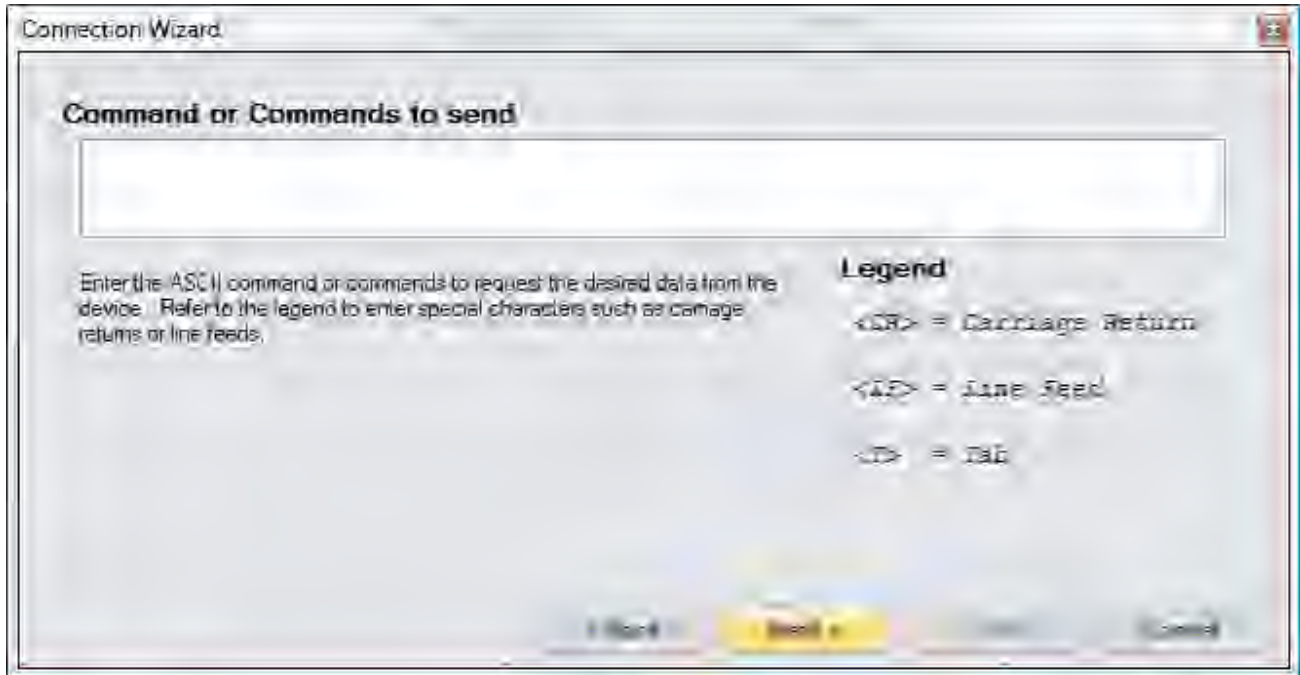 Connection Wizard
Command or Commands to send
Enter the ASCII command or commands to request the desired data from the
device. Refer to the legend to enter special characters such as carriage
returns or line feeds.
Legend
<CR> = Carriage Return
<LF> = Line Feed
<T> = Tab
< Back Next > Cancel